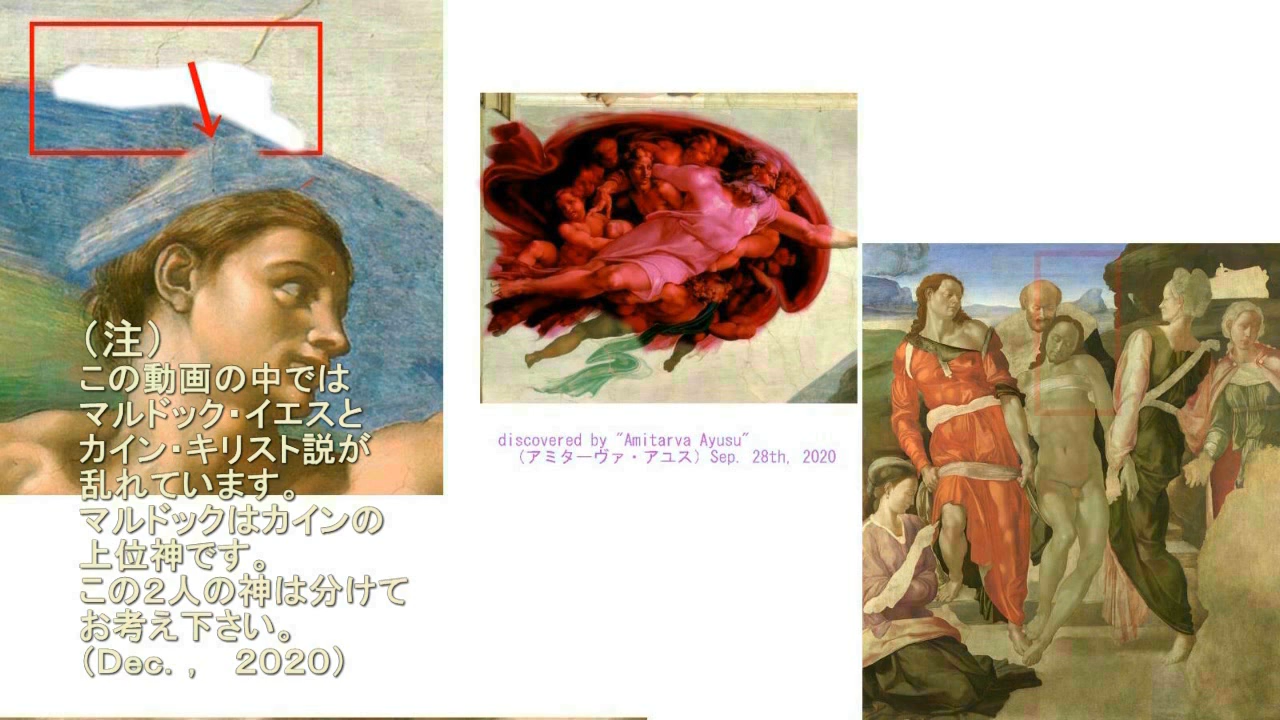 （注）
この動画の中では
マルドック・イエスと
カイン・キリスト説が
乱れています。
マルドックはカインの
上位神です。
この２人の神は分けて
お考え下さい。
（Dec.， 2020）
discovered by "Amitarva Ayusu"
（アミターヴァ・アユス）Sep. 28th, 2020